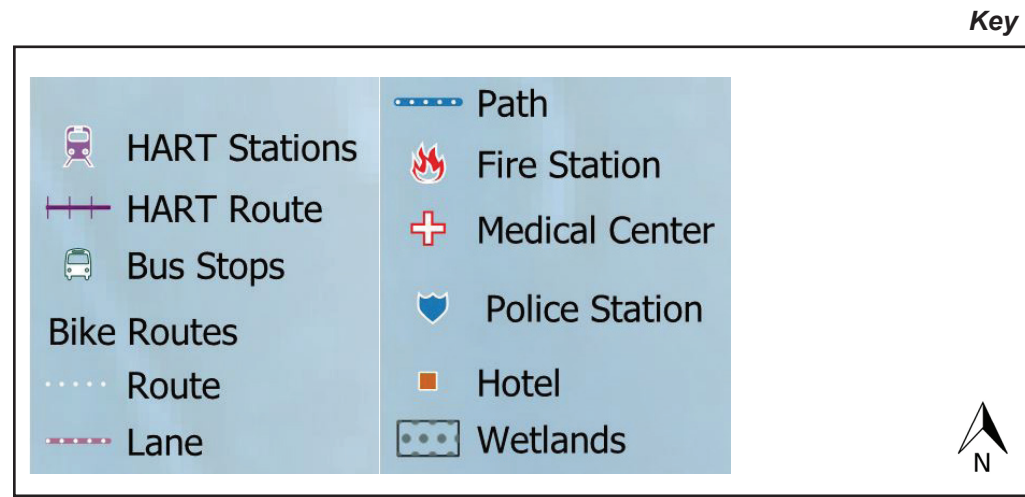 Key
HART Stations
HART Route
Bus Stops
Bike Routes
Route
Lane
Path
Fire Station
Medical Center
Police Station
Hotel
Wetlands
N